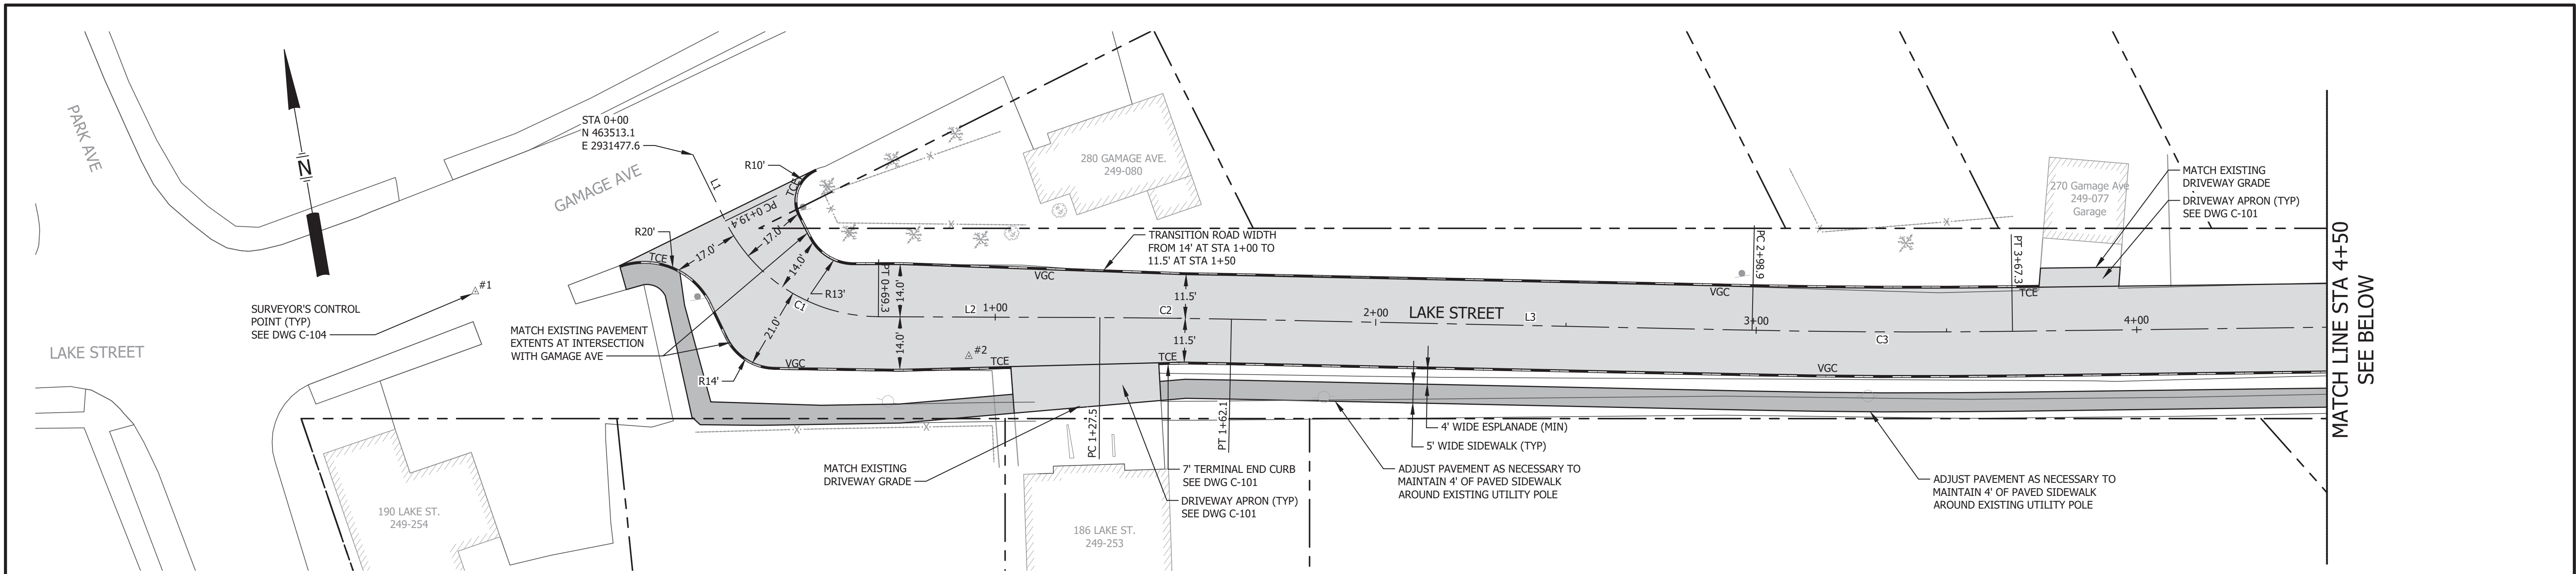 PARK AVE
N
STA 0+00
N 463513.1
E 2931477.6
L1
GAMAGE AVE
R10'
TCE
PC 0+19.4
R20'
TCE
17.0'
17.0'
14.0'
R13'
C1
21.0'
R14'
VGC
PT 0+69.3
14.0'
14.0'
280 GAMAGE AVE.
249-080
TRANSITION ROAD WIDTH
FROM 14' AT STA 1+00 TO
11.5' AT STA 1+50
VGC
L2
1+00
C2
11.5'
11.5'
#1
SURVEYOR'S CONTROL
POINT (TYP)
SEE DWG C-104
LAKE STREET
MATCH EXISTING PAVEMENT
EXTENTS AT INTERSECTION
WITH GAMAGE AVE
#2
TCE
TCE
PC 1+27.5
PT 1+62.1
2+00
LAKE STREET
L3
VGC
PC 2+98.9
3+00
PT 3+67.3
C3
4+00
TCE
VGC
270 Gamage Ave
249-077
Garage
MATCH EXISTING
DRIVEWAY GRADE
DRIVEWAY APRON (TYP)
SEE DWG C-101
MATCH LINE STA 4+50
SEE BELOW
190 LAKE ST.
249-254
MATCH EXISTING
DRIVEWAY GRADE
186 LAKE ST.
249-253
7' TERMINAL END CURB
SEE DWG C-101
DRIVEWAY APRON (TYP)
SEE DWG C-101
4' WIDE ESPLANADE (MIN)
5' WIDE SIDEWALK (TYP)
ADJUST PAVEMENT AS NECESSARY TO
MAINTAIN 4' OF PAVED SIDEWALK
AROUND EXISTING UTILITY POLE
ADJUST PAVEMENT AS NECESSARY TO
MAINTAIN 4' OF PAVED SIDEWALK
AROUND EXISTING UTILITY POLE